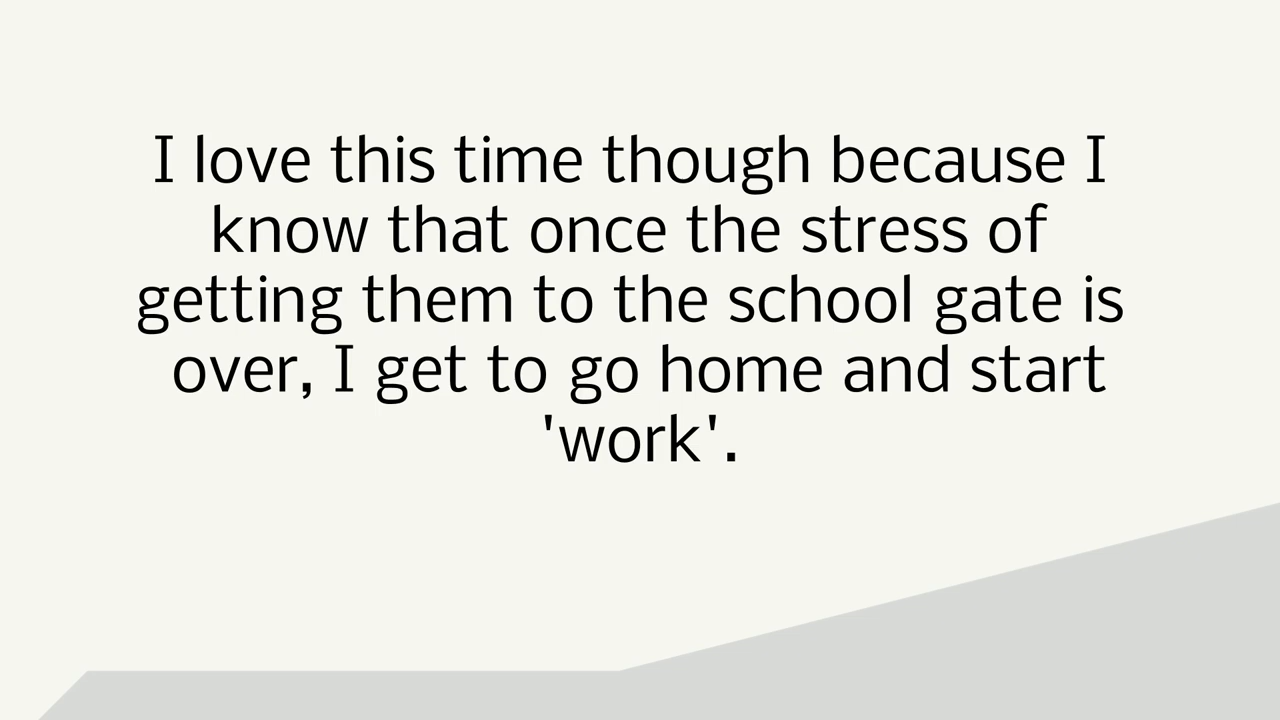 I love this time though because I
know that once the stress of
getting them to the school gate is
over, I get to go home and start
'work'.